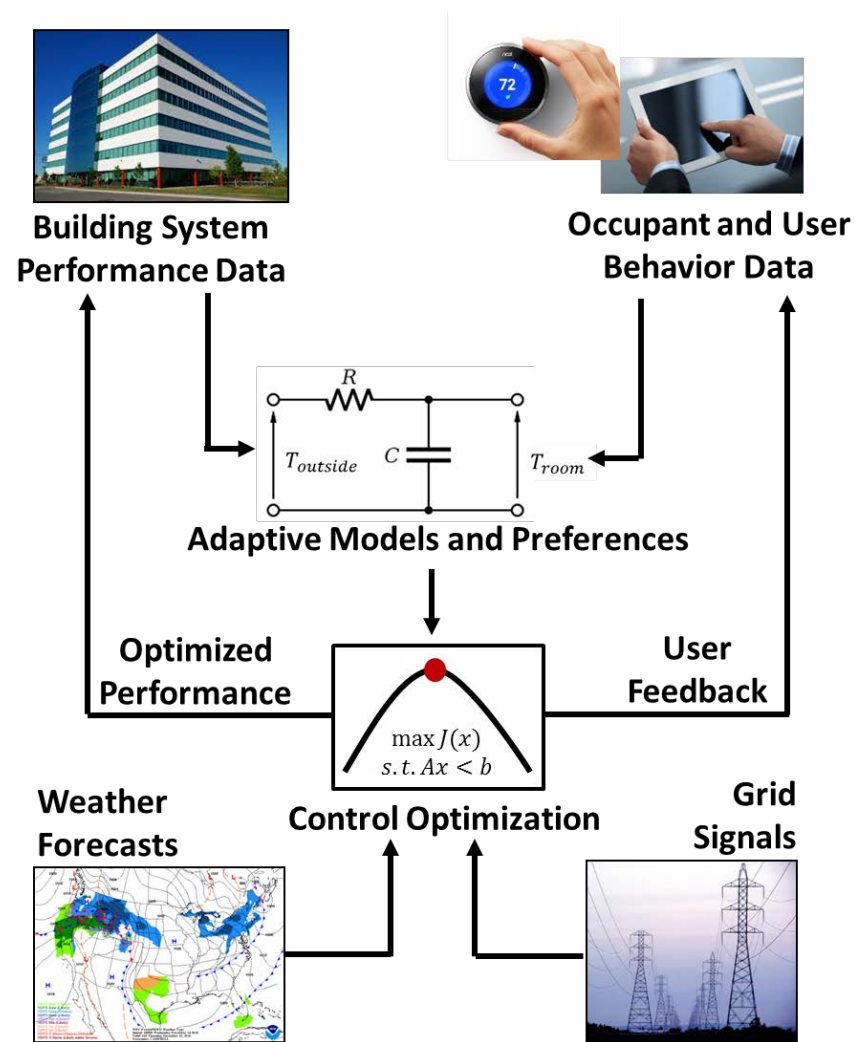 nest
72
Building System
Performance Data
Occupant and User
Behavior Data
R
T_outside
C
T_room
Adaptive Models and Preferences
Optimized
Performance
User
Feedback
max J(x)
s.t. Ax < b
Control Optimization
Weather
Forecasts
Grid
Signals
L
H
H
H
L